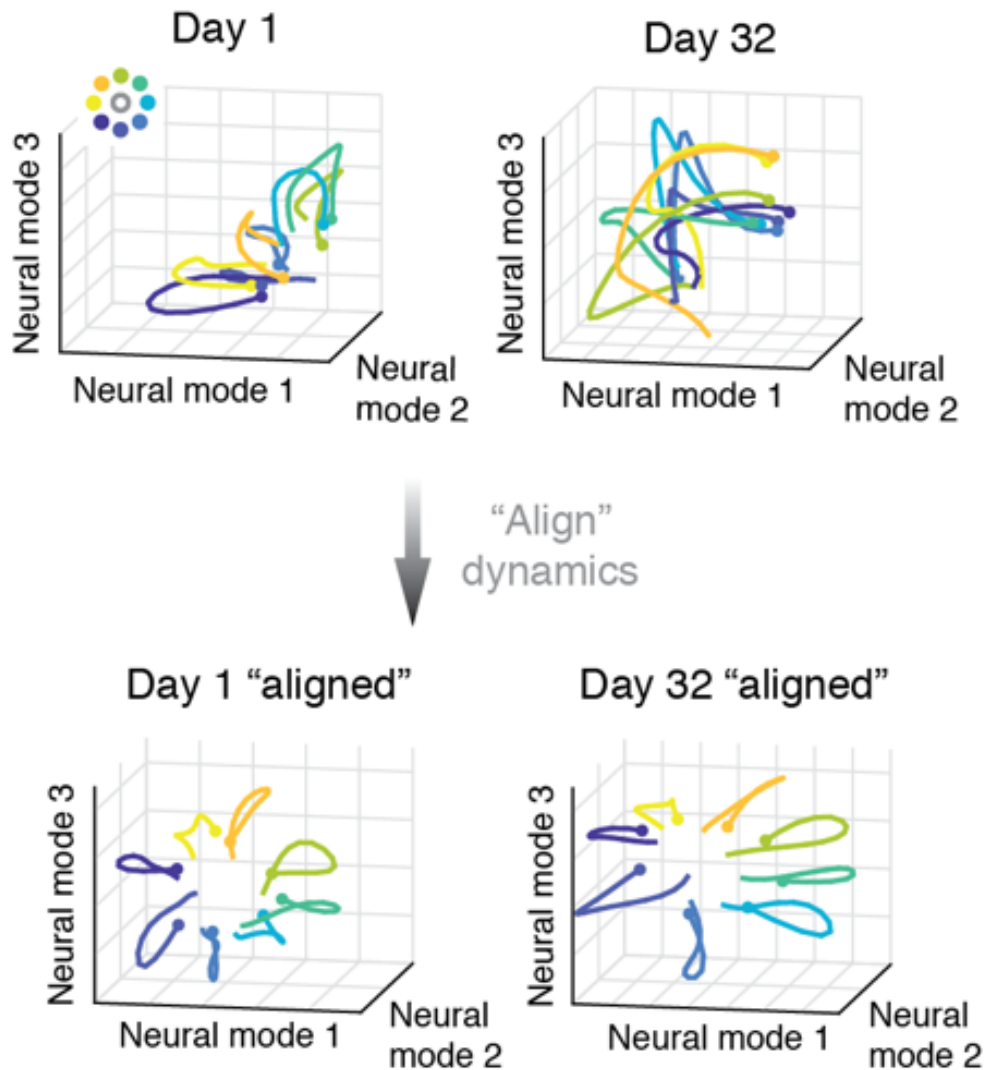 Day 1
Day 32
Neural mode 3
Neural mode 1
Neural
mode 2
Neural mode 3
Neural mode 1
Neural
mode 2
“Align”
dynamics
Day 1 “aligned”
Day 32 “aligned”
Neural mode 3
Neural mode 1
Neural
mode 2
Neural mode 3
Neural mode 1
Neural
mode 2